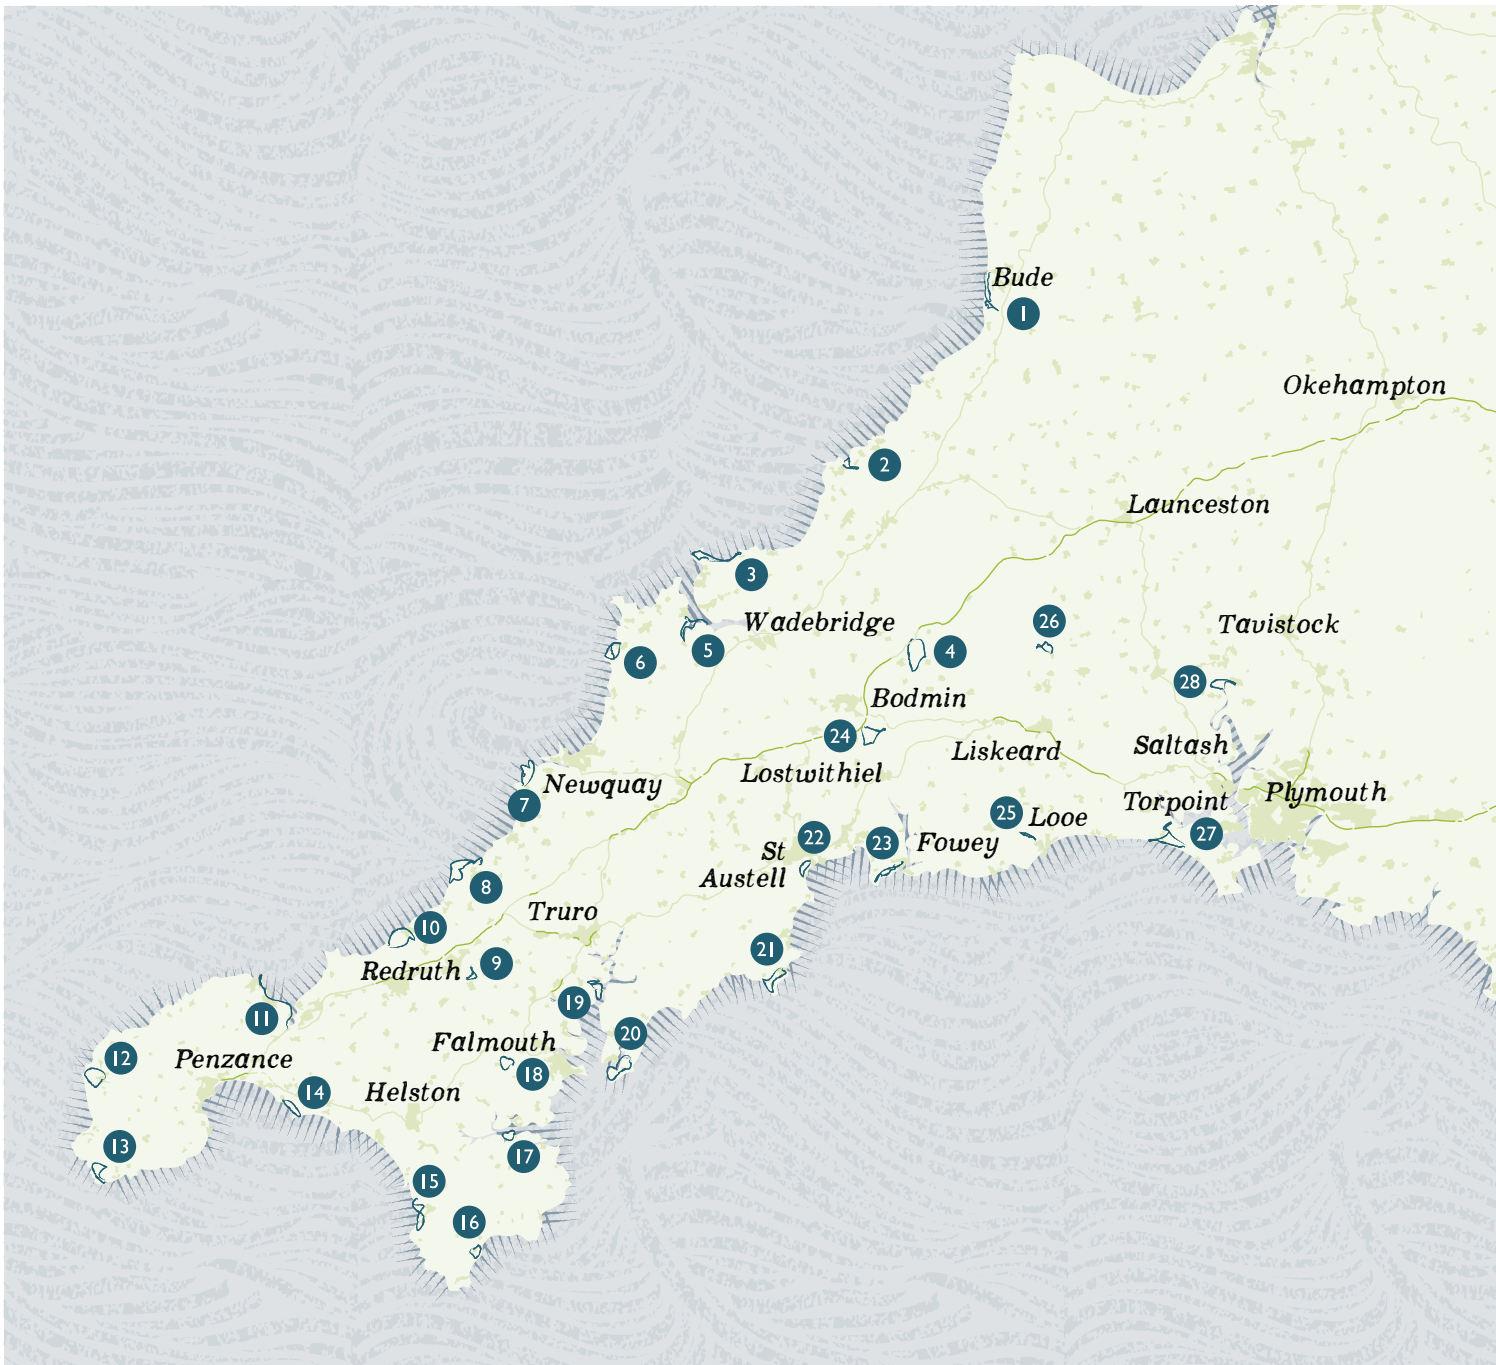 Bude
1
Okehampton
2
Launceston
3
Wadebridge
26
Tavistock
6
5
4
28
Bodmin
24
Saltash
Liskeard
Lostwithiel
Newquay
7
Torpoint
Plymouth
25
Looe
27
22
23
Fowey
St
Austell
8
Truro
10
21
Redruth
9
19
11
20
Falmouth
12
Penzance
18
14
Helston
13
17
15
16